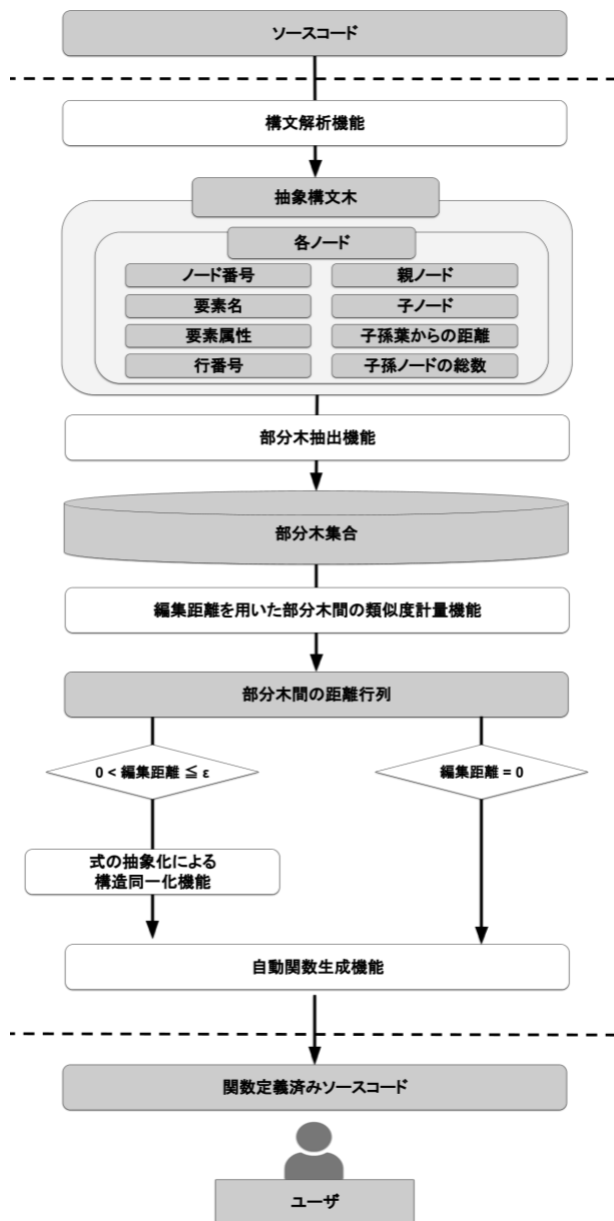 ソースコード
構文解析機能
抽象構文木
各ノード
ノード番号
親ノード
要素名
子ノード
要素属性
子孫葉からの距離
行番号
子孫ノードの総数
部分木抽出機能
部分木集合
編集距離を用いた部分木間の類似度計量機能
部分木間の距離行列
0 < 編集距離 ≦ ε
編集距離 = 0
式の抽象化による
構造同一化機能
自動関数生成機能
関数定義済みソースコード
ユーザ